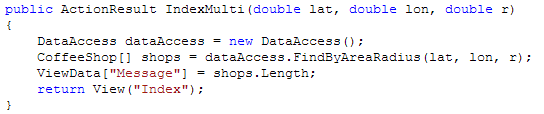 public ActionResult IndexMulti(double lat, double lon, double r)
{
    DataAccess dataAccess = new DataAccess();
    CoffeeShop[] shops = dataAccess.FindByAreaRadius(lat, lon, r);
    ViewData["Message"] = shops.Length;
    return View("Index");
}